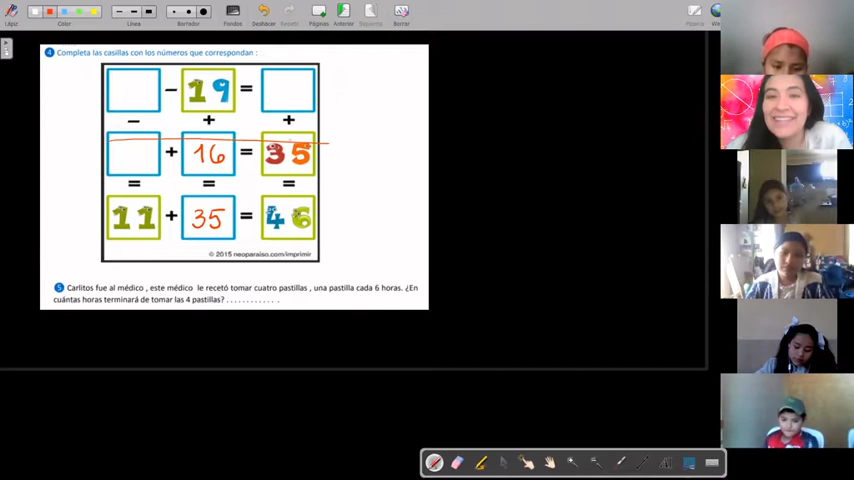 Lápiz
Color
Línea
Borrador
Fondos
Deshacer
Repetir
Páginas
Anterior
Siguiente
Borrar
Pizarra
4 Completa las casillas con los números que correspondan :
- 19 =
- + +
+ 16 = 35
= = =
11 + 35 = 46
© 2015 neoparaiso.com/imprimir
5 Carlitos fue al médico , este médico le recetó tomar cuatro pastillas , una pastilla cada 6 horas. ¿En
cuántas horas terminará de tomar las 4 pastillas? . . . . . . . . . . . . .